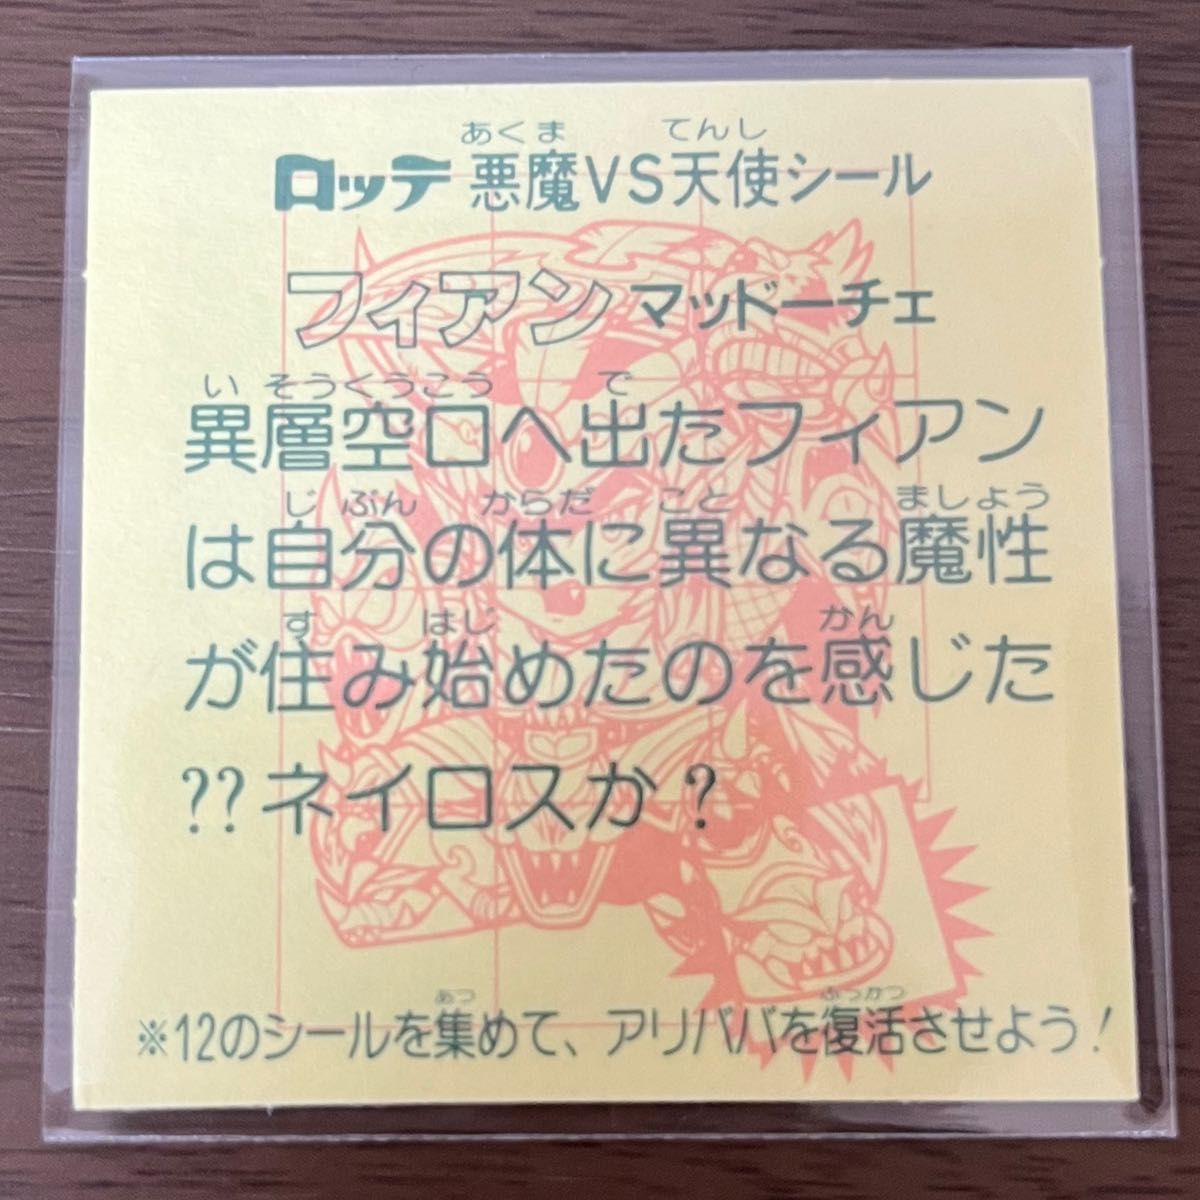 ロッテ 悪魔VS天使シール
あくま てんし
フィアン マッドーチェ
い そうくうこう で
異層空口へ出たフィアン
じ ぶん からだ こと ましょう
は自分の体に異なる魔性
す はじ かん
が住み始めたのを感じた
??ネイロスか?
あつ ふっかつ
※12のシールを集めて、アリババを復活させよう!